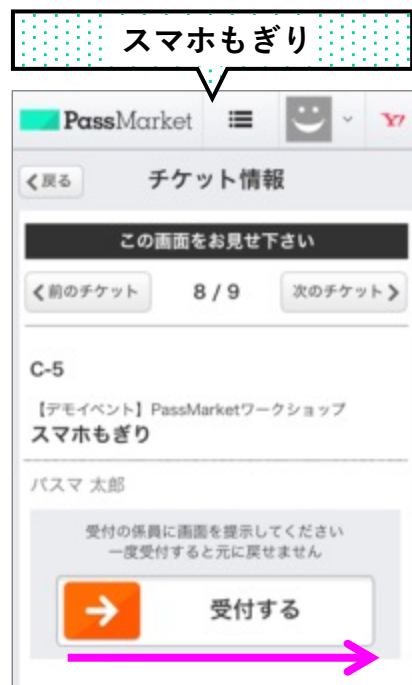 スマホもぎり
PassMarket
Y!
戻る
チケット情報
この画面をお見せ下さい
前のチケット
8 / 9
次のチケット
C-5
【デモイベント】PassMarketワークショップ
スマホもぎり
パスマ 太郎
受付の係員に画面を提示してください
一度受付すると元に戻せません
受付する